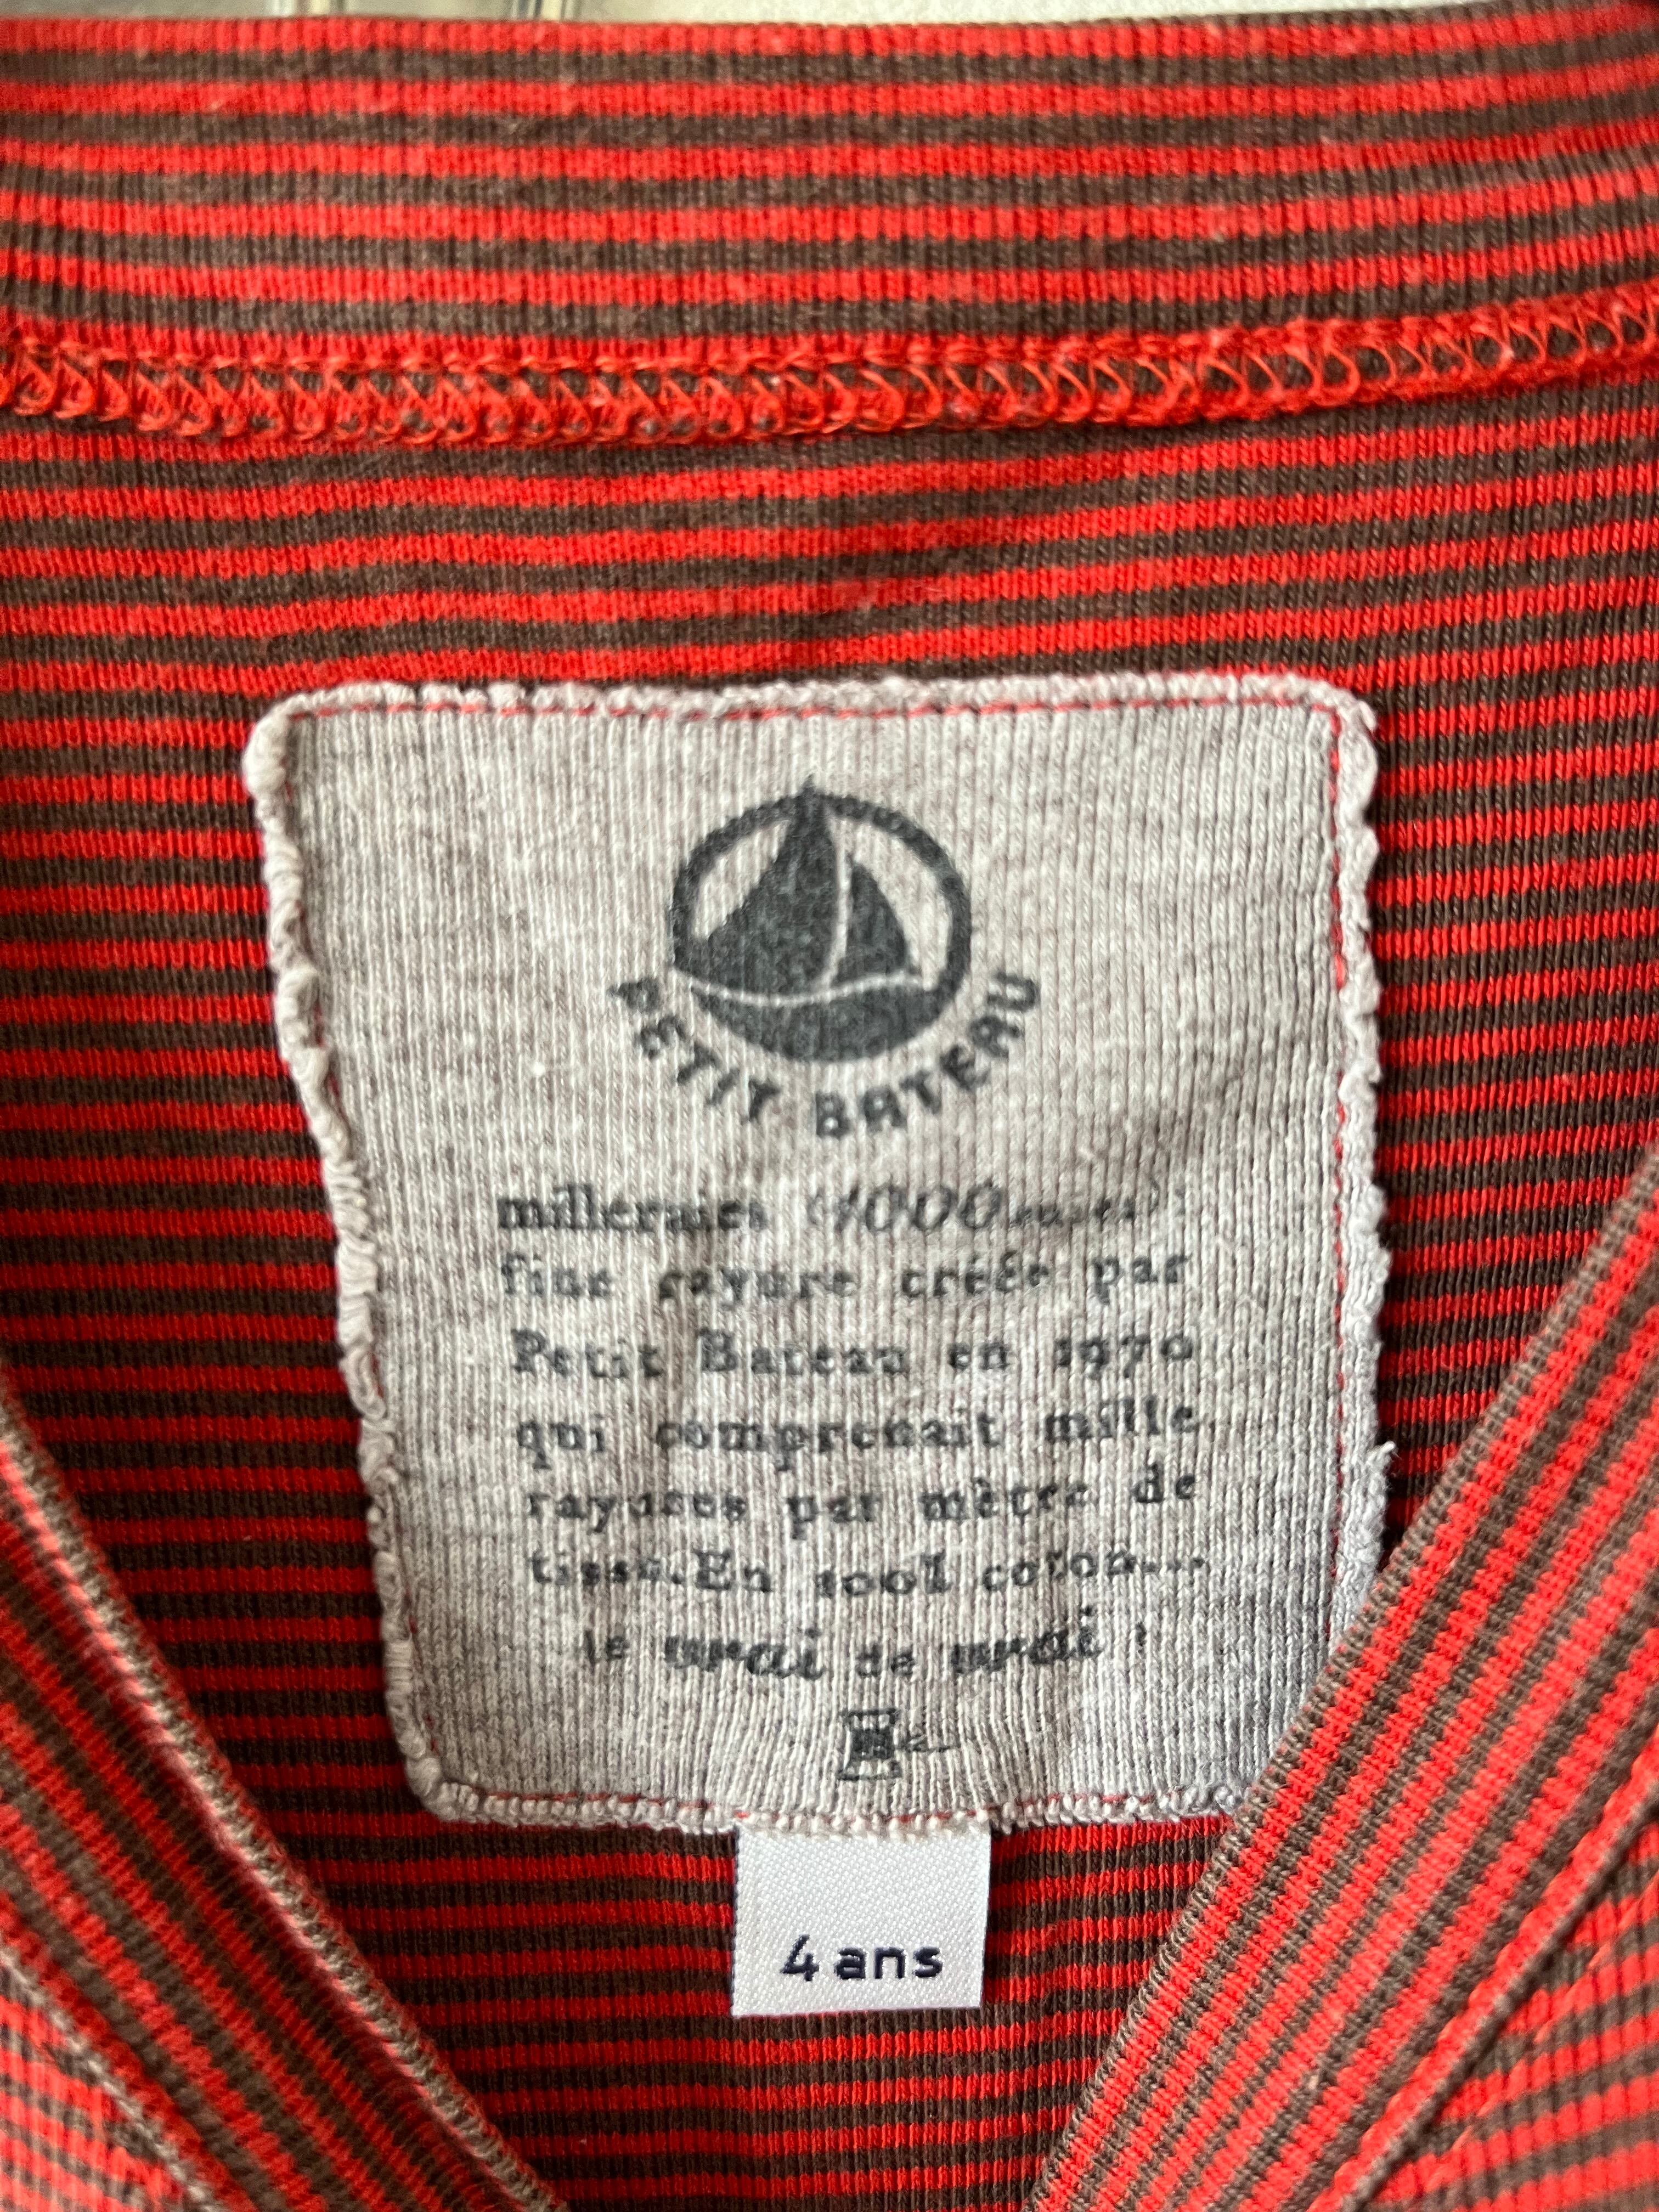 PETIT BATEAU
milleraies (1000
fine rayure créée par
Petit Bateau en 1970
qui comprenait mille
rayures par mètre de
tissu.En 100% coton...
le vrai de vrai !
4 ans